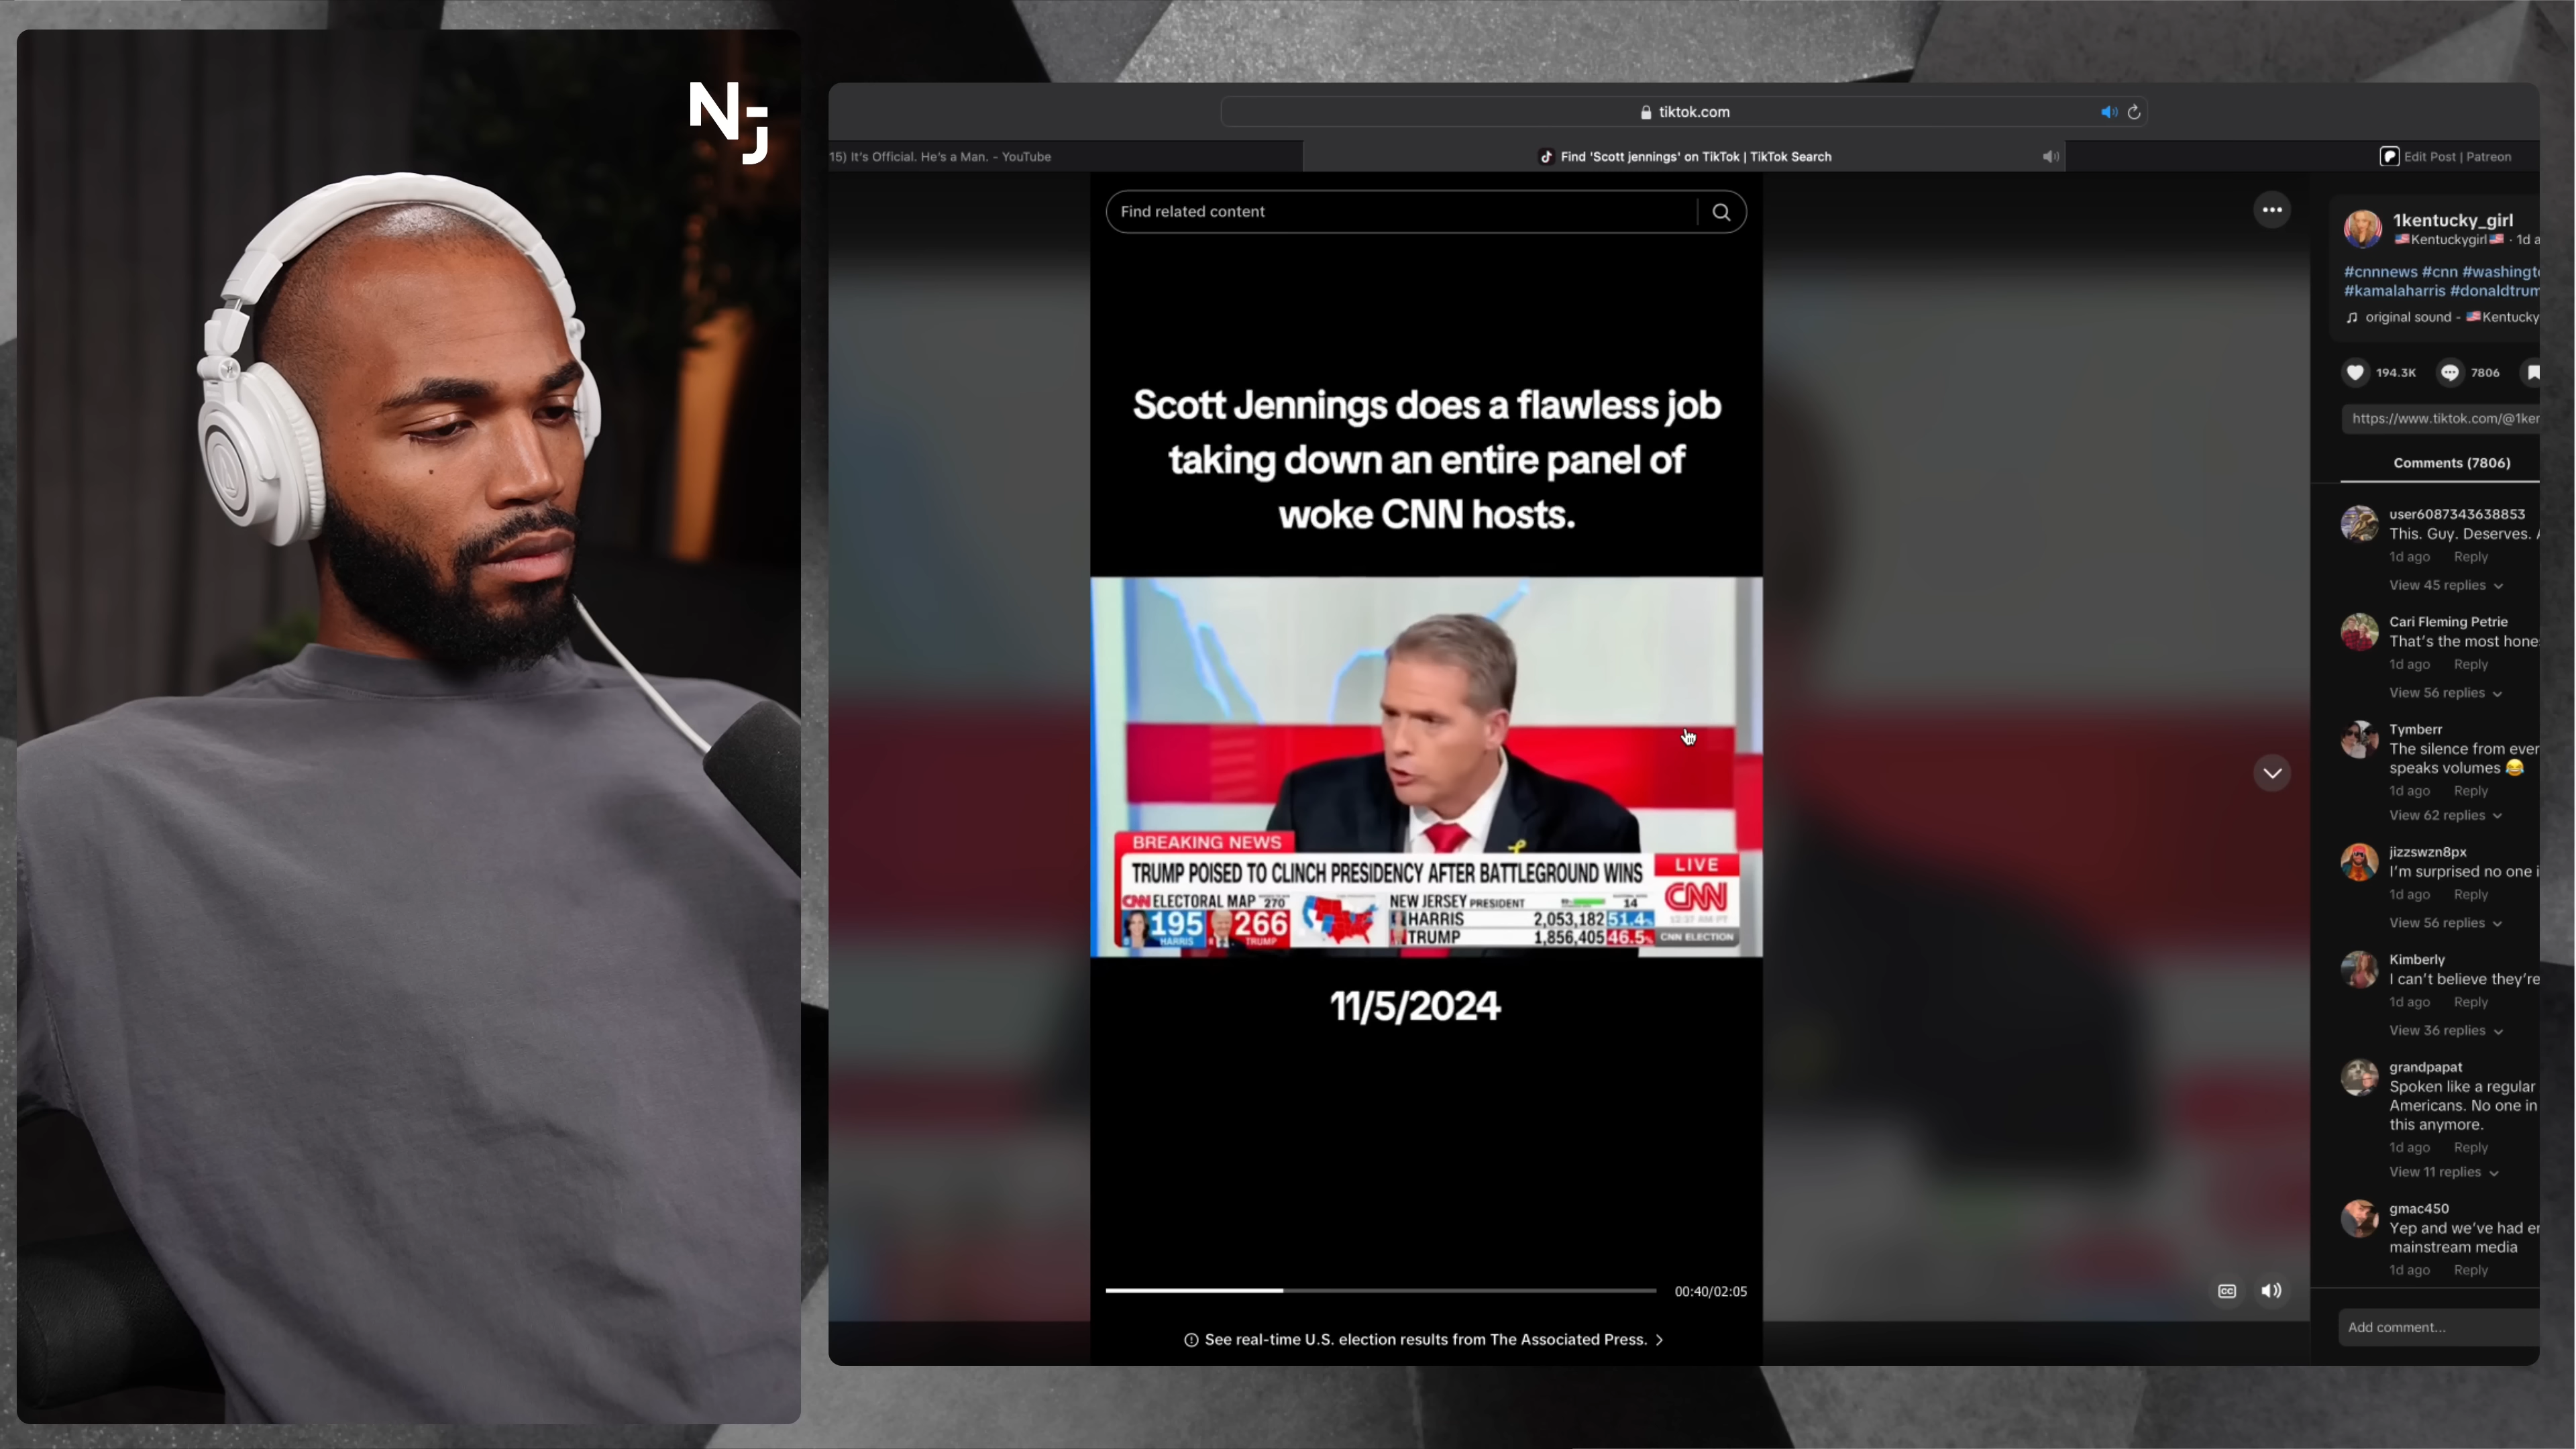 NJ
tiktok.com
15) It's Official. He's a Man. - YouTube
Find 'Scott jennings' on TikTok | TikTok Search
Edit Post | Patreon
Find related content
Scott Jennings does a flawless job
taking down an entire panel of
woke CNN hosts.
BREAKING NEWS
TRUMP POISED TO CLINCH PRESIDENCY AFTER BATTLEGROUND WINS
LIVE
CNN
12:37 AM PT
CNN ELECTION
CNN ELECTORAL MAP 270
195
HARRIS
266
TRUMP
NEW JERSEY PRESIDENT
14
HARRIS 2,053,182 51.4%
TRUMP 1,856,405 46.5%
11/5/2024
00:40/02:05
See real-time U.S. election results from The Associated Press.
1kentucky_girl
Kentuckygirl · 1d a
#cnnnews #cnn #washingt
#kamalaharris #donaldtrum
original sound - Kentucky
194.3K 7806
https://www.tiktok.com/@1ker
Comments (7806)
user6087343638853
This. Guy. Deserves.
1d ago Reply
View 45 replies
Cari Fleming Petrie
That's the most hone
1d ago Reply
View 56 replies
Tymberr
The silence from ever
speaks volumes 😂
1d ago Reply
View 62 replies
jizzswzn8px
I'm surprised no one i
1d ago Reply
View 56 replies
Kimberly
I can't believe they're
1d ago Reply
View 36 replies
grandpapat
Spoken like a regular
Americans. No one in
this anymore.
1d ago Reply
View 11 replies
gmac450
Yep and we've had er
mainstream media
1d ago Reply
CC
Add comment...